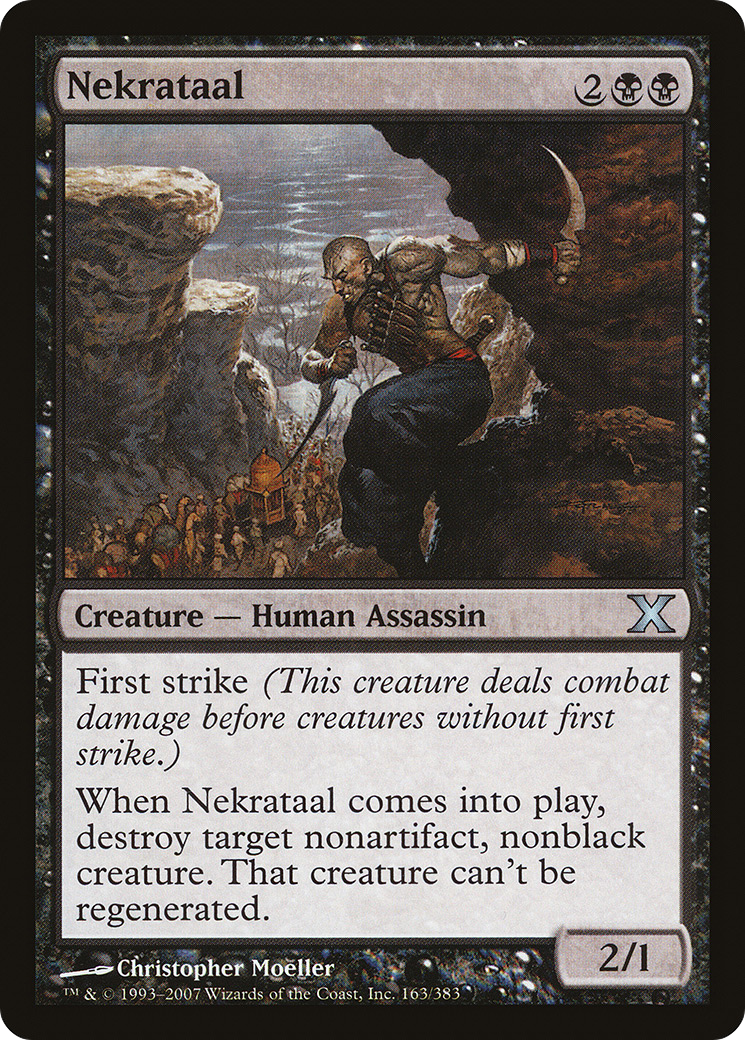 Nekrataal 2
Creature — Human Assassin X
First strike (This creature deals combat
damage before creatures without first
strike.)
When Nekrataal comes into play,
destroy target nonartifact, nonblack
creature. That creature can't be
regenerated.
2/1
Christopher Moeller
™ & © 1993–2007 Wizards of the Coast, Inc. 163/383